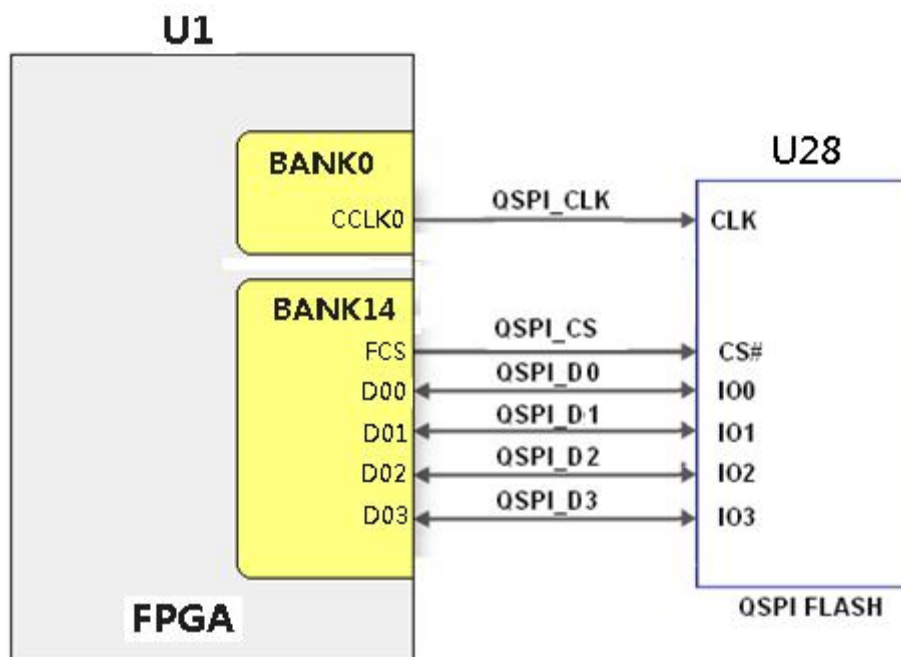 U1
BANK0
U28
CCLK0 QSPI_CLK CLK
BANK14
FCS QSPI_CS CS#
D00 QSPI_D0 IO0
D01 QSPI_D1 IO1
D02 QSPI_D2 IO2
D03 QSPI_D3 IO3
FPGA
QSPI FLASH